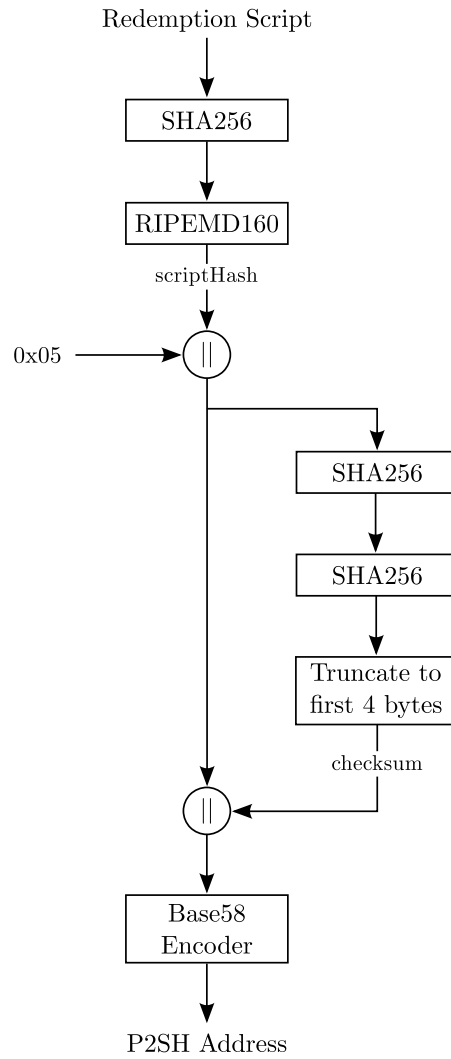 Redemption Script
SHA256
RIPEMD160
scriptHash
0x05
||
SHA256
SHA256
Truncate to
first 4 bytes
checksum
||
Base58
Encoder
P2SH Address